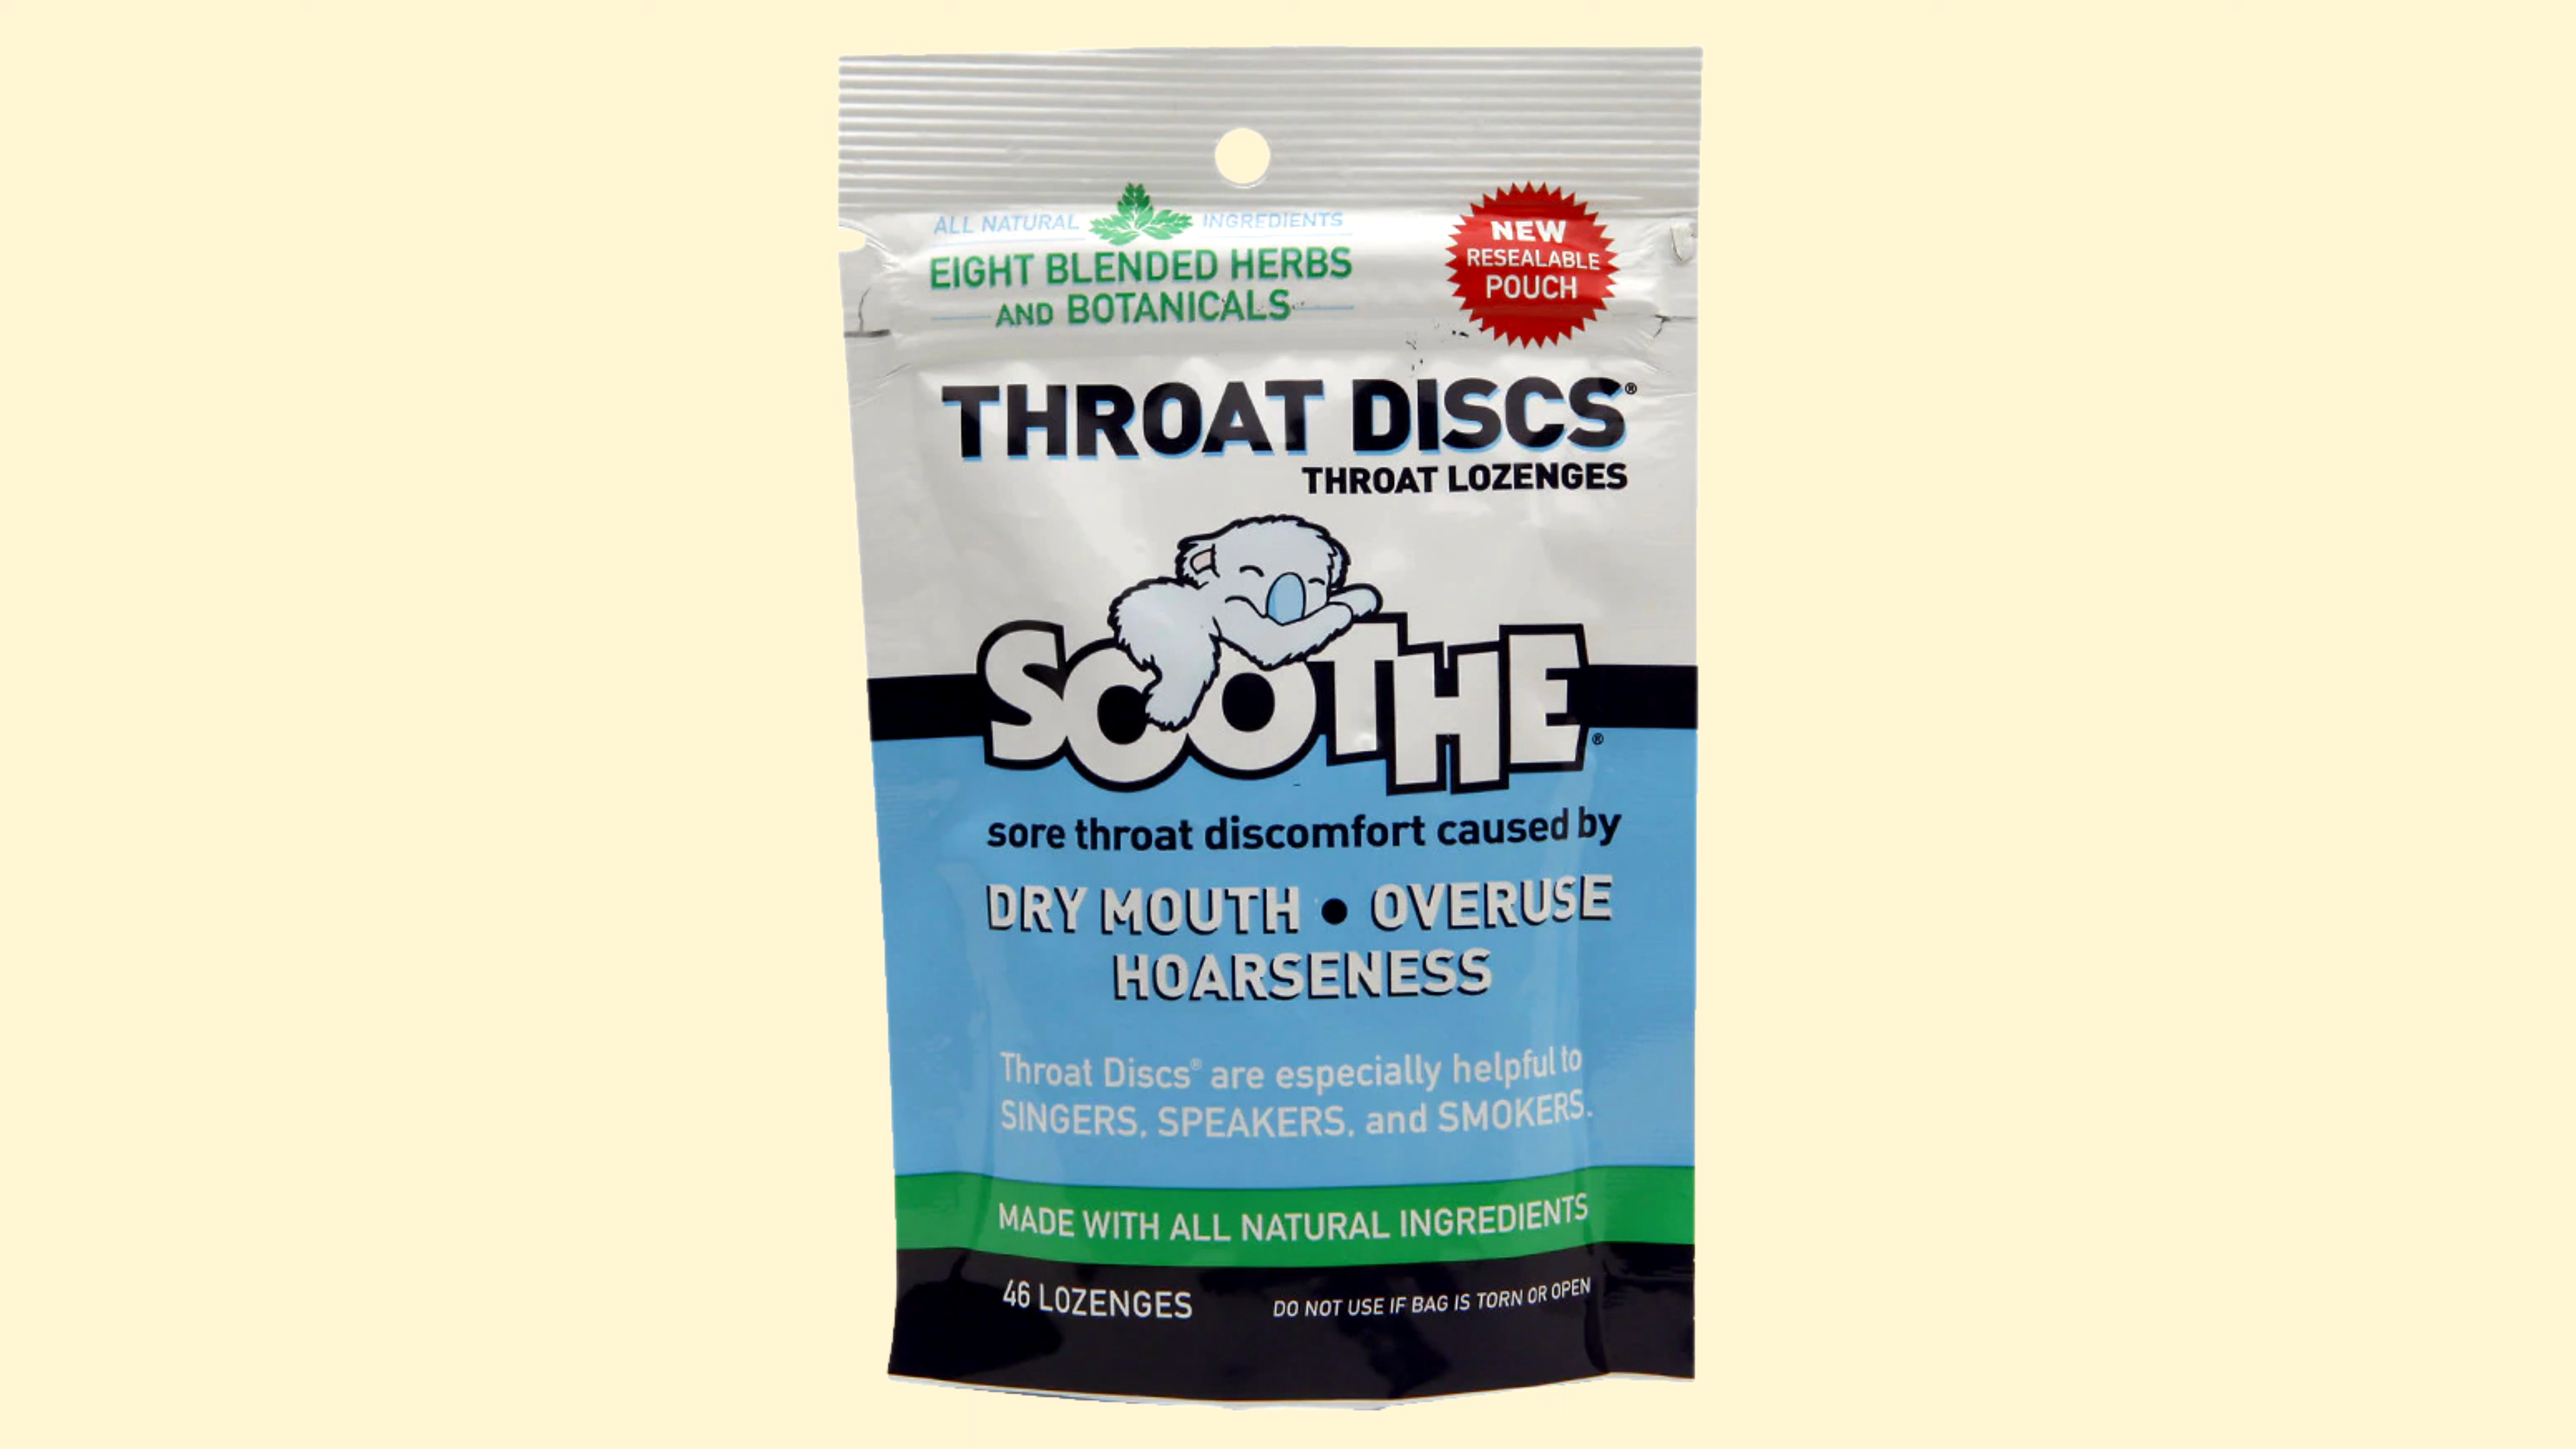 ALL NATURAL INGREDIENTS
EIGHT BLENDED HERBS
AND BOTANICALS
NEW
RESEALABLE
POUCH
THROAT DISCS®
THROAT LOZENGES
SOOTHE®
sore throat discomfort caused by
DRY MOUTH • OVERUSE
HOARSENESS
Throat Discs® are especially helpful to
SINGERS, SPEAKERS, and SMOKERS.
MADE WITH ALL NATURAL INGREDIENTS
46 LOZENGES
DO NOT USE IF BAG IS TORN OR OPEN